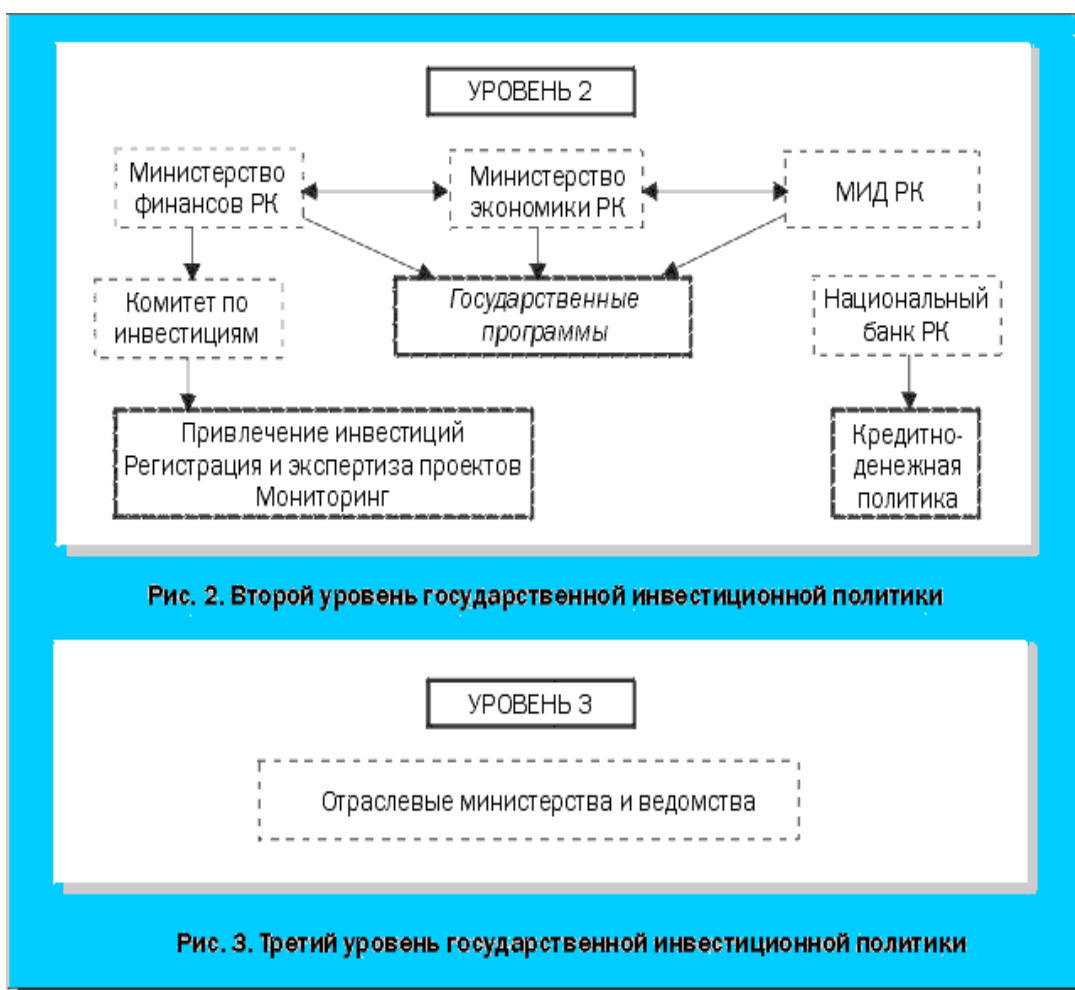 УРОВЕНЬ 2
Министерство
финансов РК
Министерство
экономики РК
МИД РК
Комитет по
инвестициям
Государственные
программы
Национальный
банк РК
Привлечение инвестиций
Регистрация и экспертиза проектов
Мониторинг
Кредитно-
денежная
политика
Рис. 2. Второй уровень государственной инвестиционной политики
УРОВЕНЬ 3
Отраслевые министерства и ведомства
Рис. 3. Третий уровень государственной инвестиционной политики